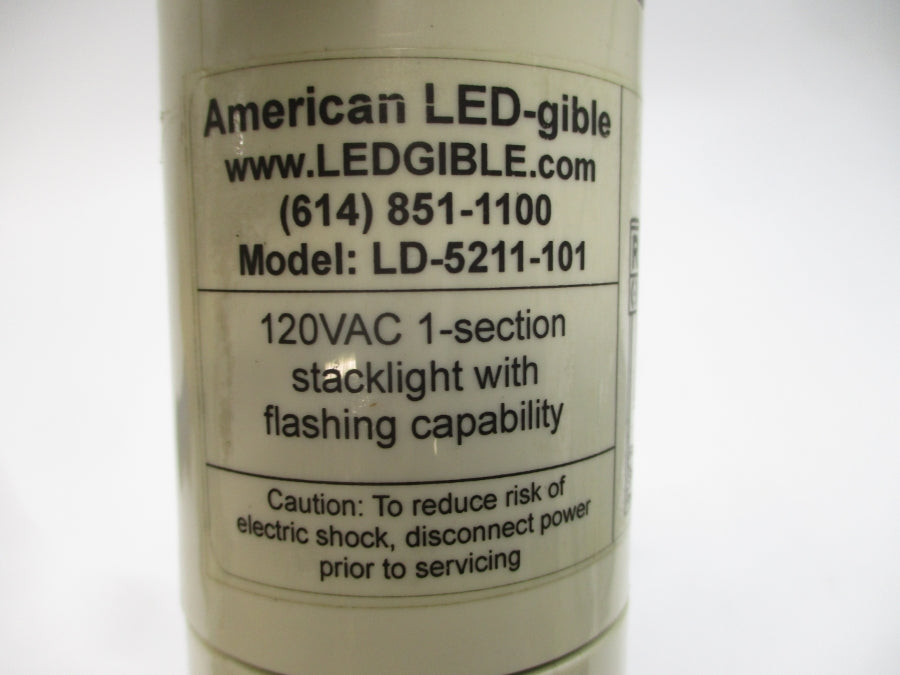 American LED-gible
www.LEDGIBLE.com
(614) 851-1100
Model: LD-5211-101
120VAC 1-section
stacklight with
flashing capability
Caution: To reduce risk of
electric shock, disconnect power
prior to servicing